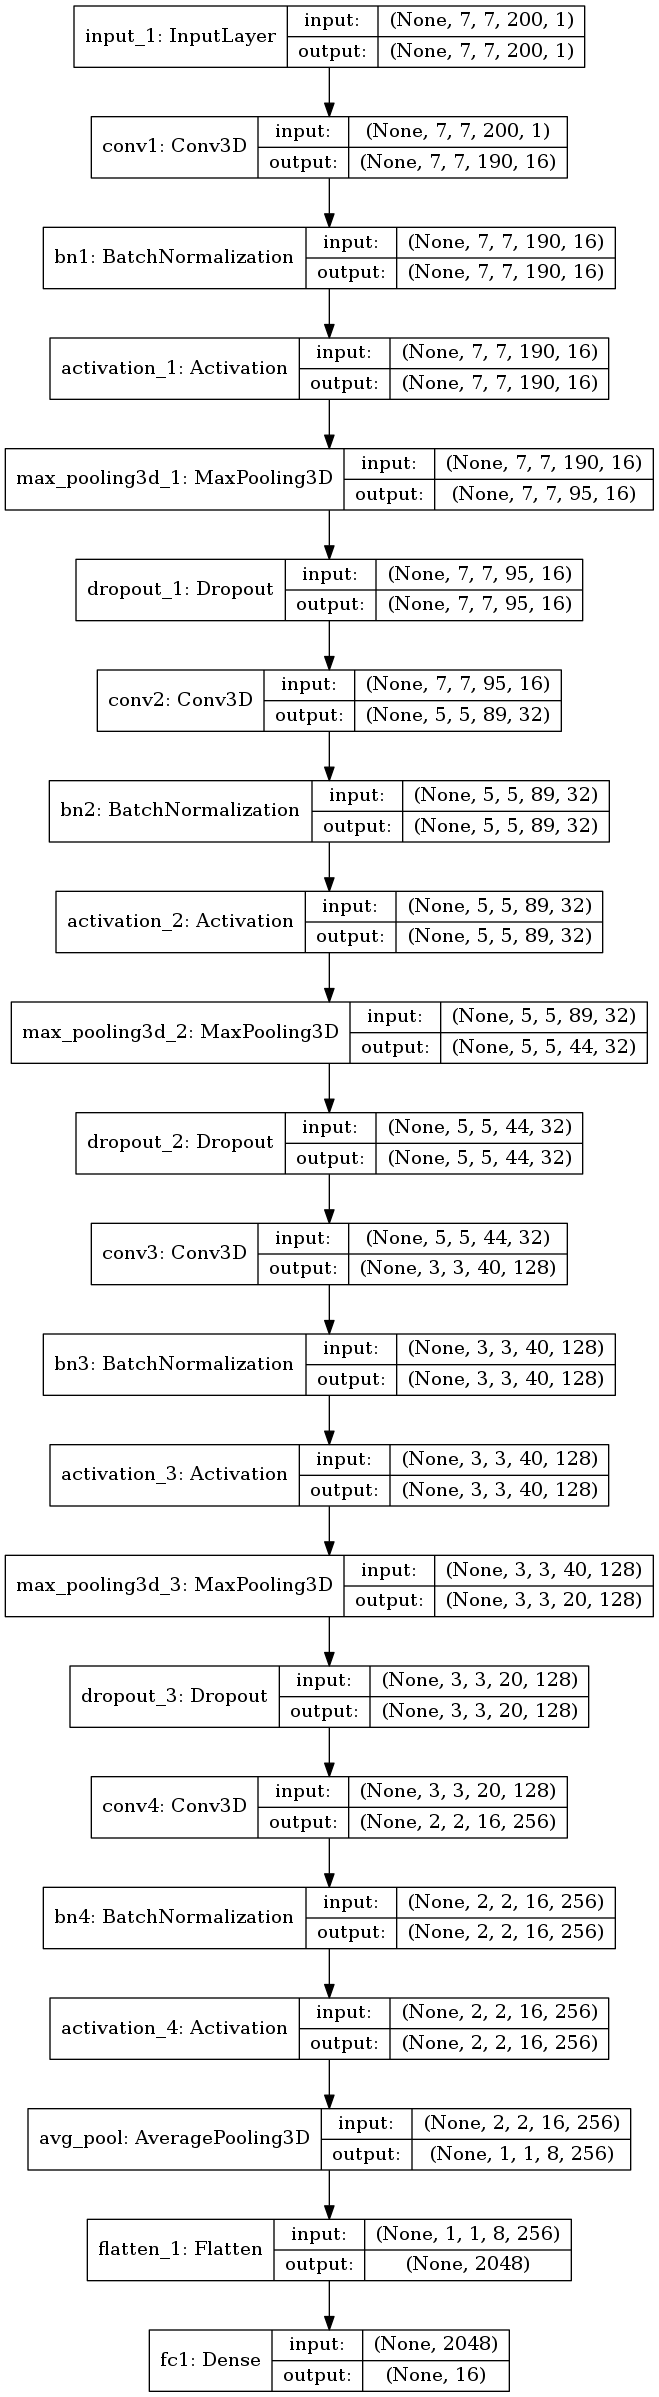 input_1: InputLayer
input: (None, 7, 7, 200, 1)
output: (None, 7, 7, 200, 1)
conv1: Conv3D
input: (None, 7, 7, 200, 1)
output: (None, 7, 7, 190, 16)
bn1: BatchNormalization
input: (None, 7, 7, 190, 16)
output: (None, 7, 7, 190, 16)
activation_1: Activation
input: (None, 7, 7, 190, 16)
output: (None, 7, 7, 190, 16)
max_pooling3d_1: MaxPooling3D
input: (None, 7, 7, 190, 16)
output: (None, 7, 7, 95, 16)
dropout_1: Dropout
input: (None, 7, 7, 95, 16)
output: (None, 7, 7, 95, 16)
conv2: Conv3D
input: (None, 7, 7, 95, 16)
output: (None, 5, 5, 89, 32)
bn2: BatchNormalization
input: (None, 5, 5, 89, 32)
output: (None, 5, 5, 89, 32)
activation_2: Activation
input: (None, 5, 5, 89, 32)
output: (None, 5, 5, 89, 32)
max_pooling3d_2: MaxPooling3D
input: (None, 5, 5, 89, 32)
output: (None, 5, 5, 44, 32)
dropout_2: Dropout
input: (None, 5, 5, 44, 32)
output: (None, 5, 5, 44, 32)
conv3: Conv3D
input: (None, 5, 5, 44, 32)
output: (None, 3, 3, 40, 128)
bn3: BatchNormalization
input: (None, 3, 3, 40, 128)
output: (None, 3, 3, 40, 128)
activation_3: Activation
input: (None, 3, 3, 40, 128)
output: (None, 3, 3, 40, 128)
max_pooling3d_3: MaxPooling3D
input: (None, 3, 3, 40, 128)
output: (None, 3, 3, 20, 128)
dropout_3: Dropout
input: (None, 3, 3, 20, 128)
output: (None, 3, 3, 20, 128)
conv4: Conv3D
input: (None, 3, 3, 20, 128)
output: (None, 2, 2, 16, 256)
bn4: BatchNormalization
input: (None, 2, 2, 16, 256)
output: (None, 2, 2, 16, 256)
activation_4: Activation
input: (None, 2, 2, 16, 256)
output: (None, 2, 2, 16, 256)
avg_pool: AveragePooling3D
input: (None, 2, 2, 16, 256)
output: (None, 1, 1, 8, 256)
flatten_1: Flatten
input: (None, 1, 1, 8, 256)
output: (None, 2048)
fc1: Dense
input: (None, 2048)
output: (None, 16)